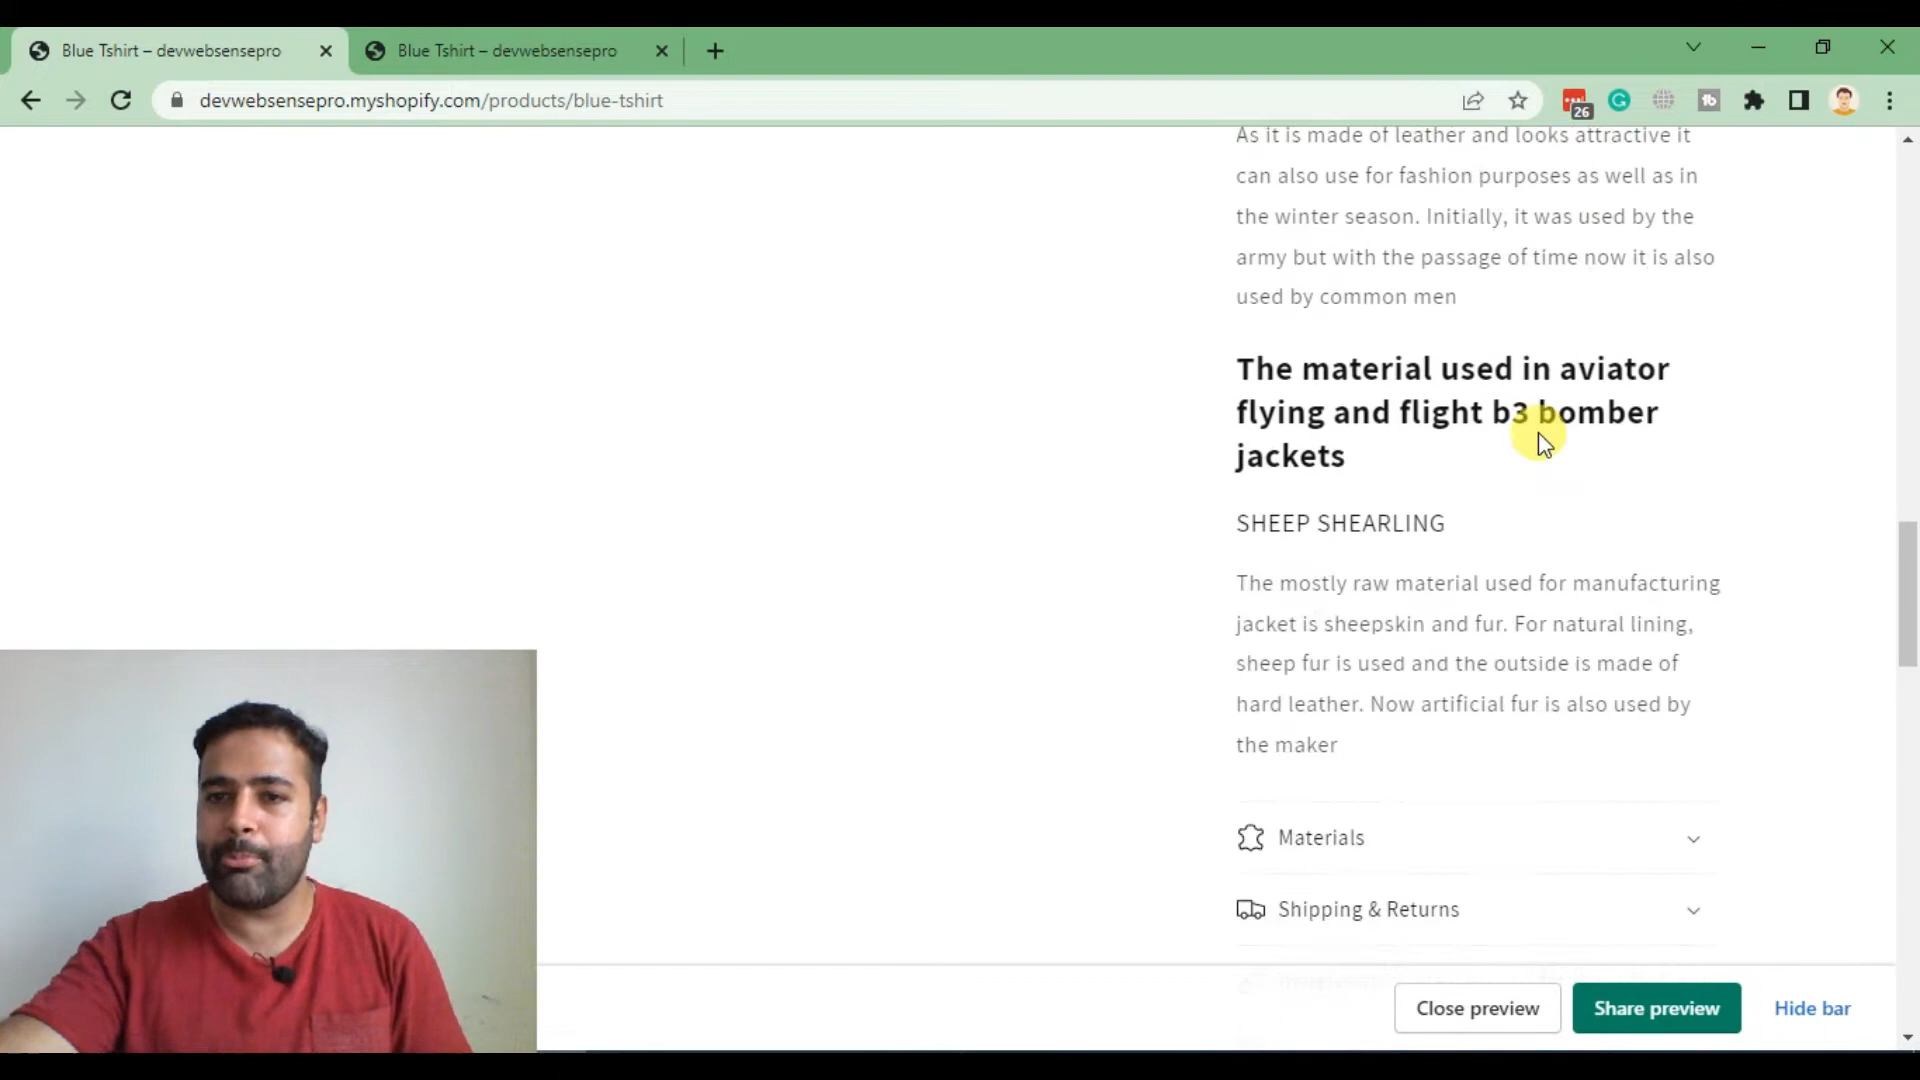 Blue Tshirt – devwebsensepro
Blue Tshirt – devwebsensepro
devwebsensepro.myshopify.com/products/blue-tshirt
26
As it is made of leather and looks attractive it
can also use for fashion purposes as well as in
the winter season. Initially, it was used by the
army but with the passage of time now it is also
used by common men
The material used in aviator
flying and flight b3 bomber
jackets
SHEEP SHEARLING
The mostly raw material used for manufacturing
jacket is sheepskin and fur. For natural lining,
sheep fur is used and the outside is made of
hard leather. Now artificial fur is also used by
the maker
Materials
Shipping & Returns
Close preview
Share preview
Hide bar